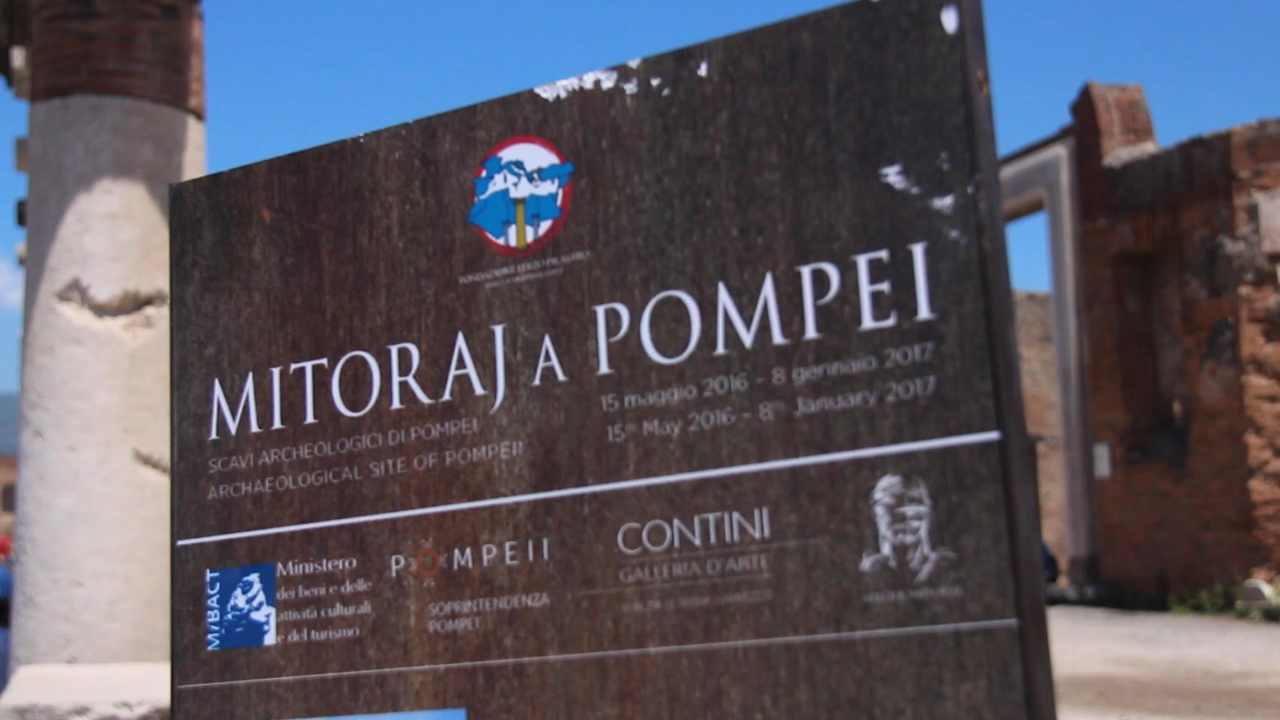 MITORAJ A POMPEI
SCAVI ARCHEOLOGICI DI POMPEI
ARCHAEOLOGICAL SITE OF POMPEII
15 maggio 2016 - 8 gennaio 2017
15th May 2016 - 8th January 2017
M/BACT
Ministero
dei beni e delle
attività culturali
e del turismo
POMPEII
SOPRINTENDENZA
POMPEI
CONTINI
GALLERIA D'ARTE